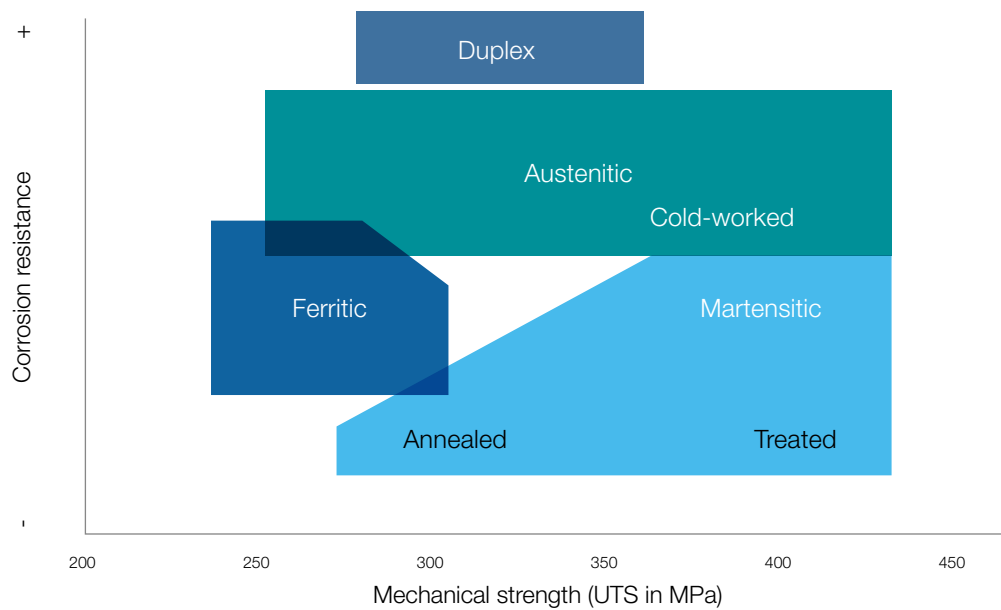 +
Duplex
Austenitic
Cold-worked
Ferritic
Martensitic
Annealed
Treated
Corrosion resistance
-
200 250 300 350 400 450
Mechanical strength (UTS in MPa)